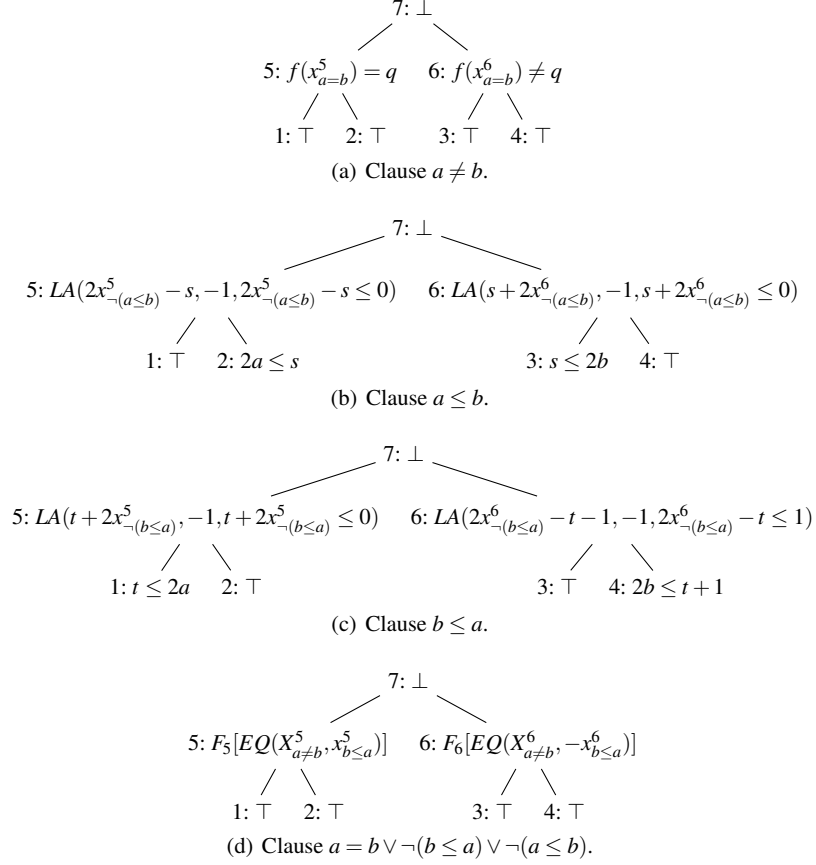 7: ⊥
5: f(x^5_{a=b}) = q 6: f(x^6_{a=b}) ≠ q
1: ⊤ 2: ⊤ 3: ⊤ 4: ⊤
(a) Clause a ≠ b.
7: ⊥
5: LA(2x^5_{¬(a≤b)} − s, −1, 2x^5_{¬(a≤b)} − s ≤ 0) 6: LA(s + 2x^6_{¬(a≤b)}, −1, s + 2x^6_{¬(a≤b)} ≤ 0)
1: ⊤ 2: 2a ≤ s 3: s ≤ 2b 4: ⊤
(b) Clause a ≤ b.
7: ⊥
5: LA(t + 2x^5_{¬(b≤a)}, −1, t + 2x^5_{¬(b≤a)} ≤ 0) 6: LA(2x^6_{¬(b≤a)} − t − 1, −1, 2x^6_{¬(b≤a)} − t ≤ 1)
1: t ≤ 2a 2: ⊤ 3: ⊤ 4: 2b ≤ t + 1
(c) Clause b ≤ a.
7: ⊥
5: F_5[EQ(X^5_{a≠b}, x^5_{b≤a})] 6: F_6[EQ(X^6_{a≠b}, −x^6_{b≤a})]
1: ⊤ 2: ⊤ 3: ⊤ 4: ⊤
(d) Clause a = b ∨ ¬(b ≤ a) ∨ ¬(a ≤ b).